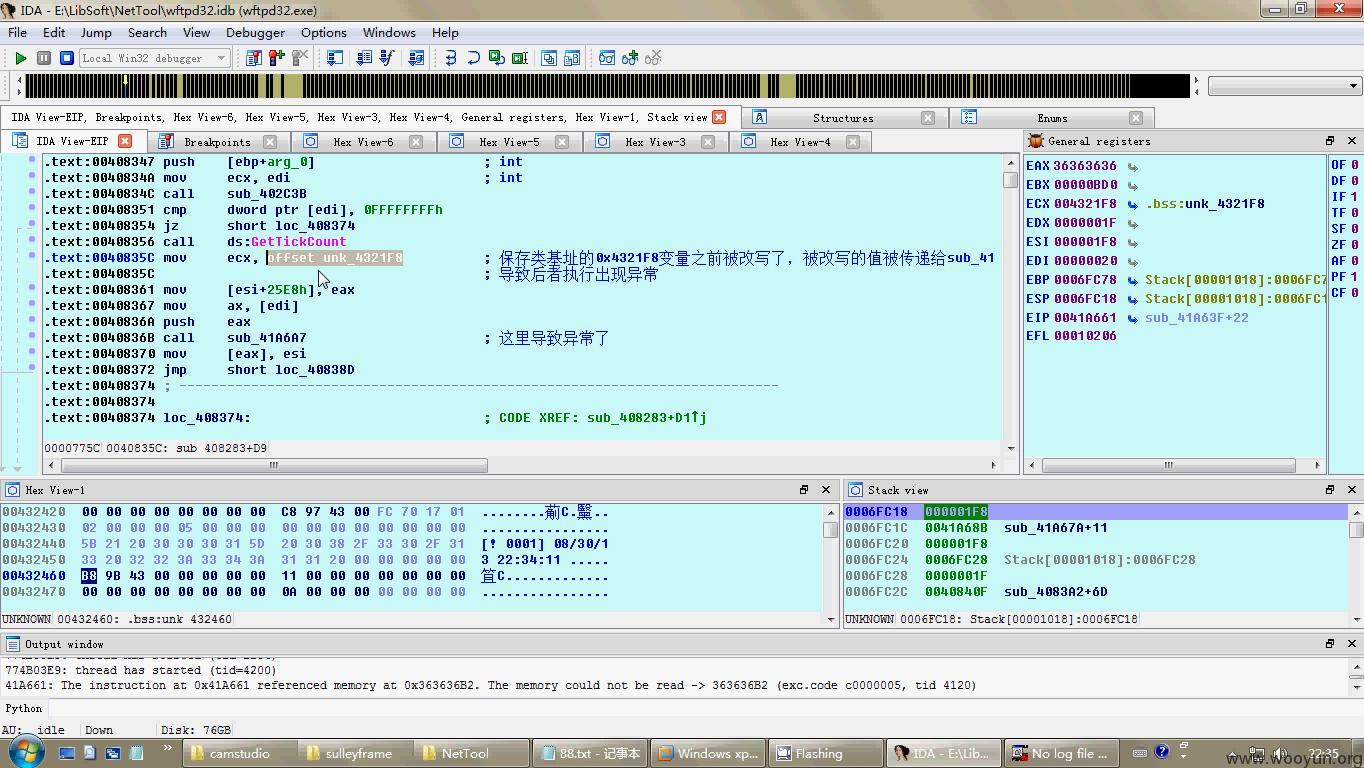 IDA - E:\LibSoft\NetTool\wftpd32.idb (wftpd32.exe)
File Edit Jump Search View Debugger Options Windows Help
Local Win32 debugger
IDA View-EIP, Breakpoints, Hex View-6, Hex View-5, Hex View-3, Hex View-4, General registers, Hex View-1, Stack view
Structures
Enums
IDA View-EIP
Breakpoints
Hex View-6
Hex View-5
Hex View-3
Hex View-4
.text:00408347 push [ebp+arg_0] ; int
.text:0040834A mov ecx, edi ; int
.text:0040834C call sub_402C3B
.text:00408351 cmp dword ptr [edi], 0FFFFFFFFh
.text:00408354 jz short loc_408374
.text:00408356 call ds:GetTickCount
.text:0040835C mov ecx, offset unk_4321F8 ; 保存类基址的0x4321F8变量之前被改写了，被改写的值被传递给sub_41
.text:0040835C ; 导致后者执行出现异常
.text:00408361 mov [esi+25E8h], eax
.text:00408367 mov ax, [edi]
.text:0040836A push eax
.text:0040836B call sub_41A6A7 ; 这里导致异常了
.text:00408370 mov [eax], esi
.text:00408372 jmp short loc_40838D
.text:00408374 ; ---------------------------------------------------------------------------
.text:00408374
.text:00408374 loc_408374: ; CODE XREF: sub_408283+D1↑j
0000775C 0040835C: sub 408283+D9
General registers
EAX 36363636
EBX 00000BD0
ECX 004321F8 .bss:unk_4321F8
EDX 0000001F
ESI 000001F8
EDI 00000020
EBP 0006FC78 Stack[00001018]:0006FC7
ESP 0006FC18 Stack[00001018]:0006FC1
EIP 0041A661 sub_41A63F+22
EFL 00010206
OF 0
DF 0
IF 1
TF 0
SF 0
ZF 0
AF 0
PF 1
CF 0
Hex View-1
00432420 00 00 00 00 00 00 00 00 C8 97 43 00 FC 70 17 01
00432430 02 00 00 00 05 00 00 00 00 00 00 00 00 00 00 00 ................
00432440 5B 21 20 30 30 30 31 5D 20 30 38 2F 33 30 2F 31 [! 0001] 08/30/1
00432450 33 20 32 32 3A 33 34 3A 31 31 20 00 00 00 00 00 3 22:34:11 .....
00432460 B8 9B 43 00 00 00 00 00 11 00 00 00 00 00 00 00
00432470 00 00 00 00 00 00 00 00 0A 00 00 00 00 00 00 00 ................
UNKNOWN 00432460: .bss:unk 432460
Stack view
0006FC18 000001F8
0006FC1C 0041A68B sub_41A67A+11
0006FC20 000001F8
0006FC24 0006FC28 Stack[00001018]:0006FC28
0006FC28 0000001F
0006FC2C 0040840F sub_4083A2+6D
UNKNOWN 0006FC18: Stack[00001018]:0006FC18
Output window
774B03E9: thread has started (tid=4200)
41A661: The instruction at 0x41A661 referenced memory at 0x363636B2. The memory could not be read -> 363636B2 (exc.code c0000005, tid 4120)
Python
AU: idle Down Disk: 76GB
camstudio
sulleyframe
NetTool
88.txt - 记事本
Windows xp...
Flashing
IDA - E:\Lib...
No log file ...
22:35
www.wooyun.org